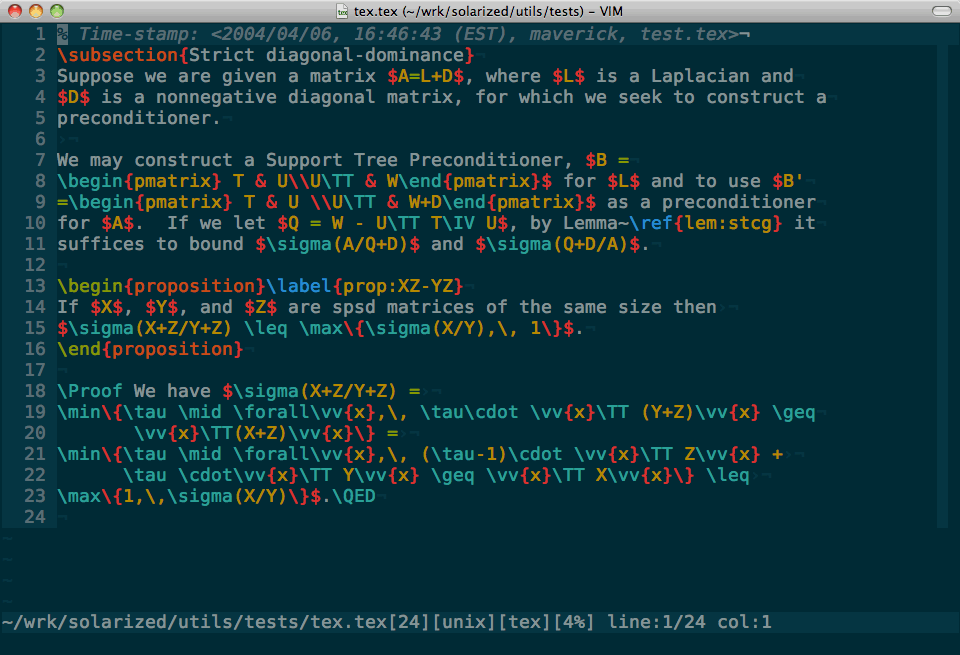 tex.tex (~/wrk/solarized/utils/tests) – VIM
1 % Time-stamp: <2004/04/06, 16:46:43 (EST), maverick, test.tex>¬
2 \subsection{Strict diagonal-dominance}¬
3 Suppose we are given a matrix $A=L+D$, where $L$ is a Laplacian and¬
4 $D$ is a nonnegative diagonal matrix, for which we seek to construct a¬
5 preconditioner.¬
6 ¬
7 We may construct a Support Tree Preconditioner, $B =¬
8 \begin{pmatrix} T & U\\U\TT & W\end{pmatrix}$ for $L$ and to use $B'¬
9 =\begin{pmatrix} T & U \\U\TT & W+D\end{pmatrix}$ as a preconditioner¬
10 for $A$.  If we let $Q = W - U\TT T\IV U$, by Lemma~\ref{lem:stcg} it¬
11 suffices to bound $\sigma(A/Q+D)$ and $\sigma(Q+D/A)$.¬
12 ¬
13 \begin{proposition}\label{prop:XZ-YZ}¬
14 If $X$, $Y$, and $Z$ are spsd matrices of the same size then¬
15 $\sigma(X+Z/Y+Z) \leq \max\{\sigma(X/Y),\, 1\}$.¬
16 \end{proposition}¬
17 ¬
18 \Proof We have $\sigma(X+Z/Y+Z) =¬
19 \min\{\tau \mid \forall\vv{x},\, \tau\cdot \vv{x}\TT (Y+Z)\vv{x} \geq¬
20        \vv{x}\TT(X+Z)\vv{x}\} =¬
21 \min\{\tau \mid \forall\vv{x},\, (\tau-1)\cdot \vv{x}\TT Z\vv{x} +¬
22       \tau \cdot\vv{x}\TT Y\vv{x} \geq \vv{x}\TT X\vv{x}\} \leq¬
23 \max\{1,\,\sigma(X/Y)\}$.\QED¬
24 ¬
~
~
~
~
~/wrk/solarized/utils/tests/tex.tex[24][unix][tex][4%] line:1/24 col:1